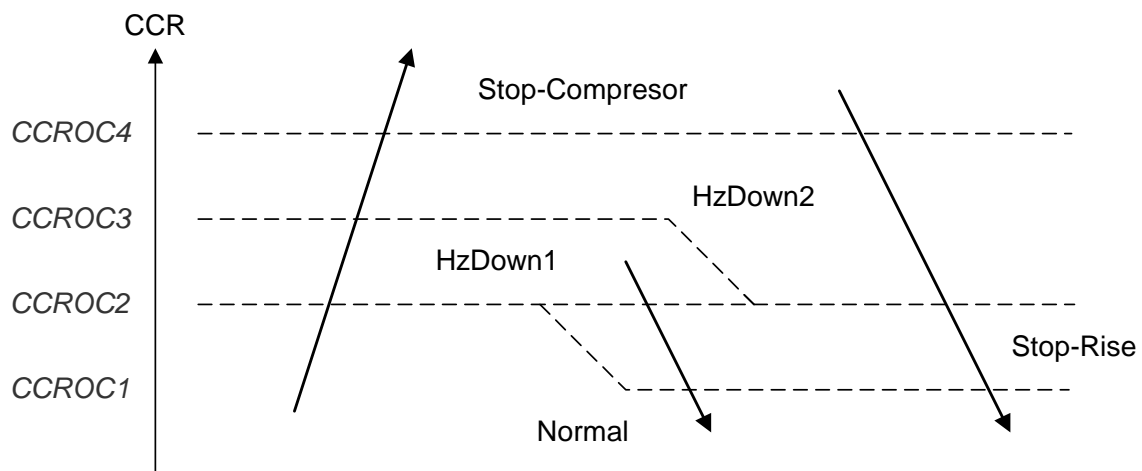 CCR
Stop-Compresor
CCROC4
HzDown2
CCROC3
HzDown1
CCROC2
Stop-Rise
CCROC1
Normal